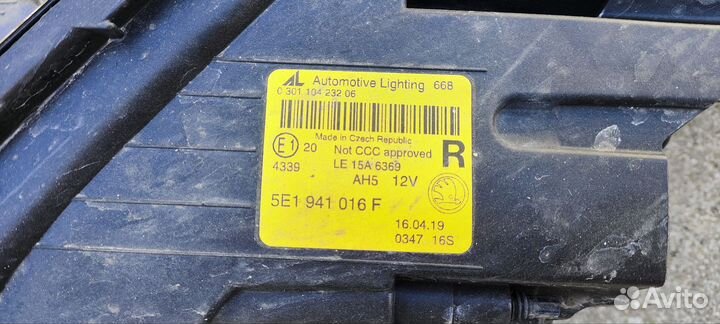 AL Automotive Lighting 668
0 301 104 232 06
Made in Czech Republic
E1 20 Not CCC approved R
4339 LE 15A 6369
AH5 12V
5E1 941 016 F
16.04.19
0347 16S
Avito